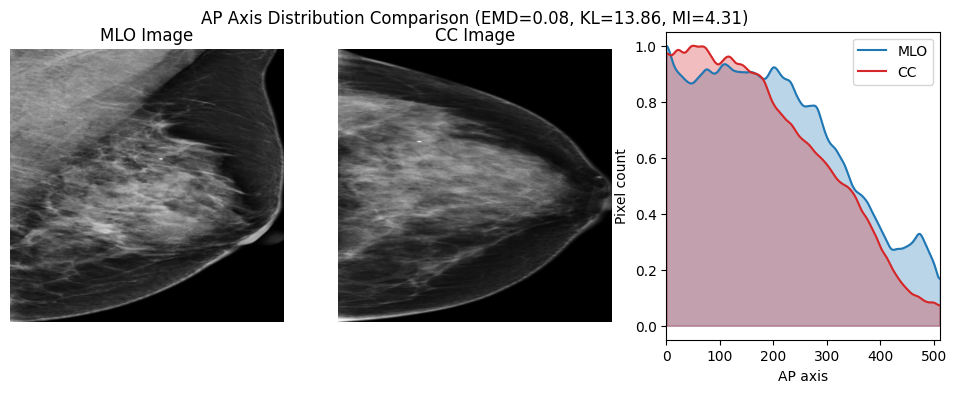 AP Axis Distribution Comparison (EMD=0.08, KL=13.86, MI=4.31)
MLO Image
CC Image
MLO
CC
Pixel count
1.0
0.8
0.6
0.4
0.2
0.0
0 100 200 300 400 500
AP axis